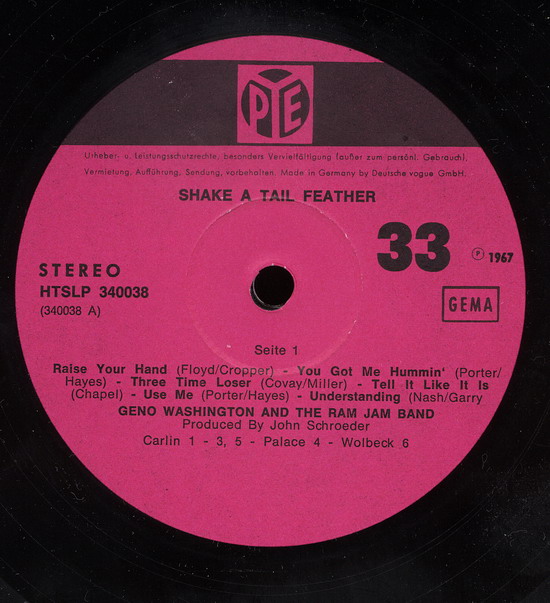 PYE
Urheber- u. Leistungsschutzrechte, besonders Vervielfältigung (außer zum persönl. Gebrauch),
Vermietung, Aufführung, Sendung, vorbehalten. Made in Germany by Deutsche vogue GmbH.
SHAKE A TAIL FEATHER
33
Ⓟ 1967
STEREO
HTSLP 340038
(340038 A)
GEMA
Seite 1
Raise Your Hand (Floyd/Cropper) - You Got Me Hummin' (Porter/
Hayes) - Three Time Loser (Covay/Miller) - Tell It Like It Is
(Chapel) - Use Me (Porter/Hayes) - Understanding (Nash/Garry
GENO WASHINGTON AND THE RAM JAM BAND
Produced By John Schroeder
Carlin 1 - 3, 5 - Palace 4 - Wolbeck 6